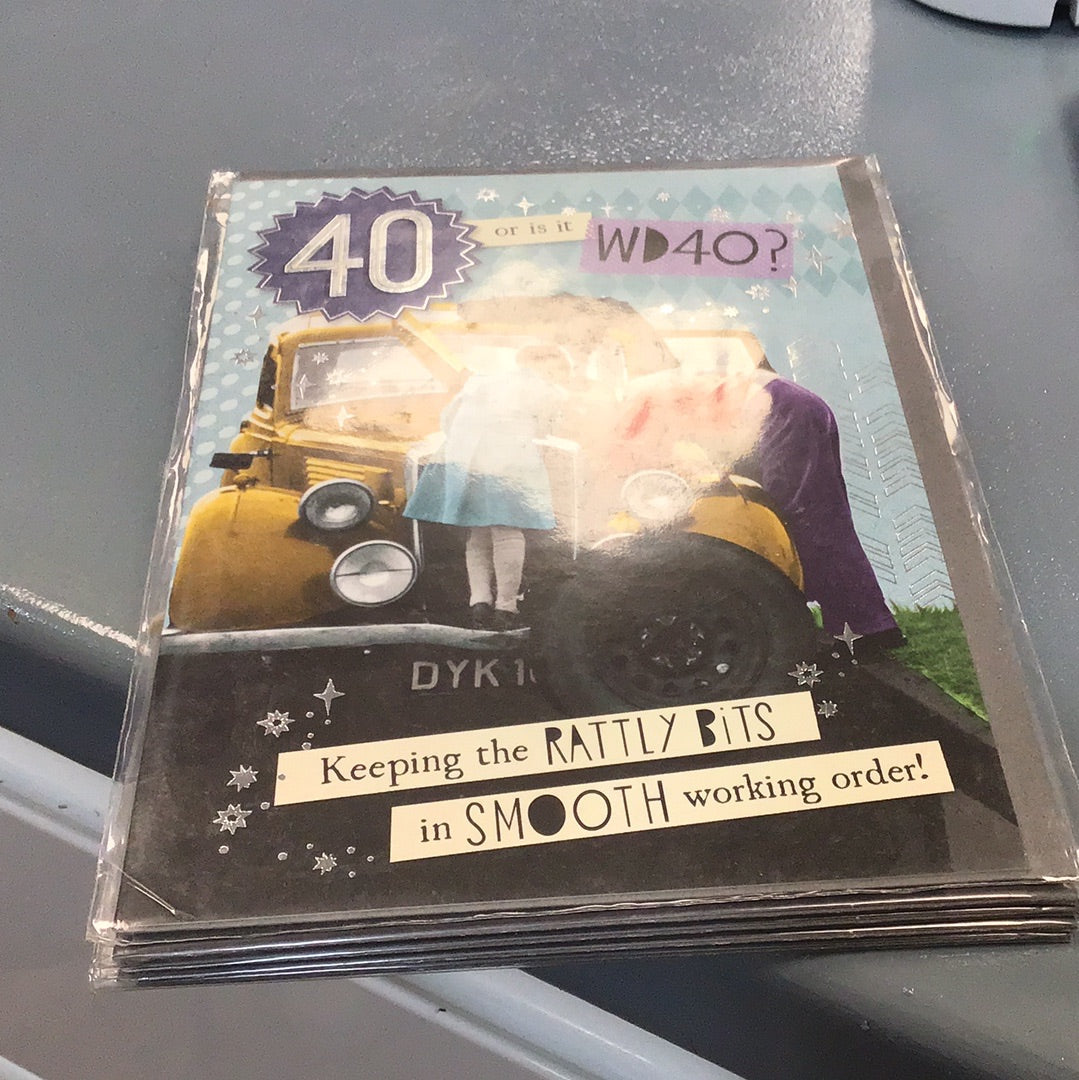 40 or is it WD40?
DYK 1
Keeping the RATTLY BiTS
in SMOOTH working order!